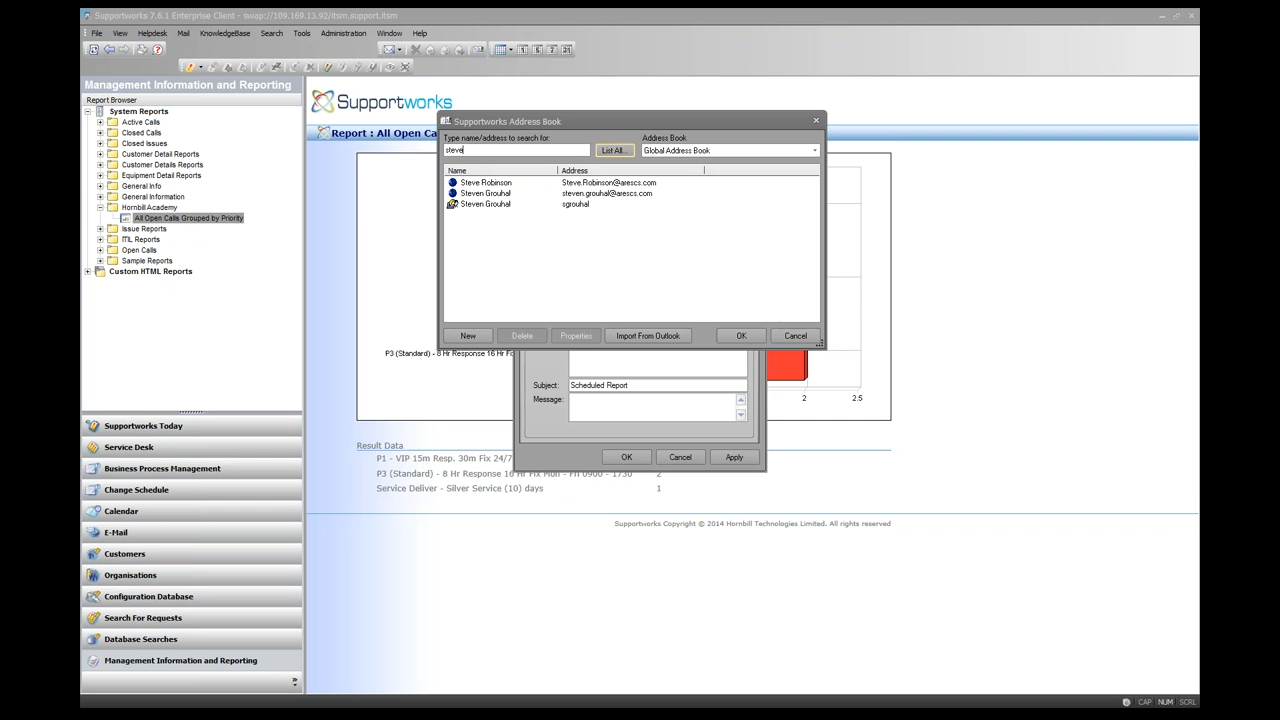 Supportworks 7.6.1 Enterprise Client - swap://109.169.13.92/itsm.support.itsm
File View Helpdesk Mail KnowledgeBase Search Tools Administration Window Help
1 5 7 31
Management Information and Reporting
Report Browser
System Reports
Active Calls
Closed Calls
Closed Issues
Customer Detail Reports
Customer Details Reports
Equipment Detail Reports
General Info
General Information
Hornbill Academy
All Open Calls Grouped by Priority
Issue Reports
ITIL Reports
Open Calls
Sample Reports
Custom HTML Reports
Supportworks Today
Service Desk
Business Process Management
Change Schedule
Calendar
E-Mail
Customers
Organisations
Configuration Database
Search For Requests
Database Searches
Management Information and Reporting
Supportworks
Report : All Open Ca
Supportworks Address Book
Type name/address to search for:
Address Book
steve
List All...
Global Address Book
Name Address
Steve Robinson Steve.Robinson@arescs.com
Steven Grouhal steven.grouhal@arescs.com
Steven Grouhal sgrouhal
New Delete Properties Import From Outlook OK Cancel
P3 (Standard) - 8 Hr Response 16 Hr Fi
2 2.5
Subject: Scheduled Report
Message:
OK Cancel Apply
Result Data
P1 - VIP 15m Resp. 30m Fix 24/7
P3 (Standard) - 8 Hr Response 16 Hr Fix Mon - Fri 0900 - 1730 2
Service Deliver - Silver Service (10) days 1
Supportworks Copyright © 2014 Hornbill Technologies Limited. All rights reserved
CAP NUM SCRL